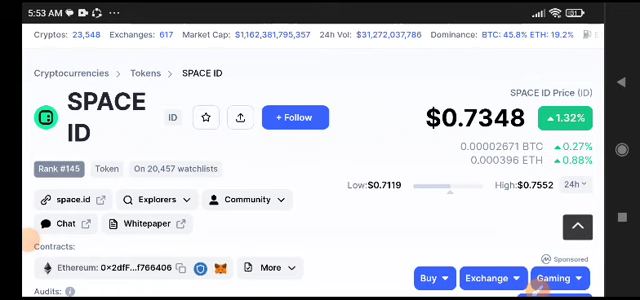 5:53 AM
Cryptos: 23,548 Exchanges: 617 Market Cap: $1,162,381,795,357 24h Vol: $31,272,037,786 Dominance: BTC: 45.8% ETH: 19.2%
Cryptocurrencies > Tokens > SPACE ID
SPACE ID Price (ID)
SPACE
ID
ID
+ Follow
$0.7348
1.32%
0.00002671 BTC 0.27%
0.000396 ETH 0.88%
Rank #145 Token On 20,457 watchlists
Low: $0.7119 High: $0.7552 24h
space.id Explorers Community
Chat Whitepaper
Contracts:
Sponsored
Ethereum: 0x2dfF...f766406 More
Buy Exchange Gaming
Audits: